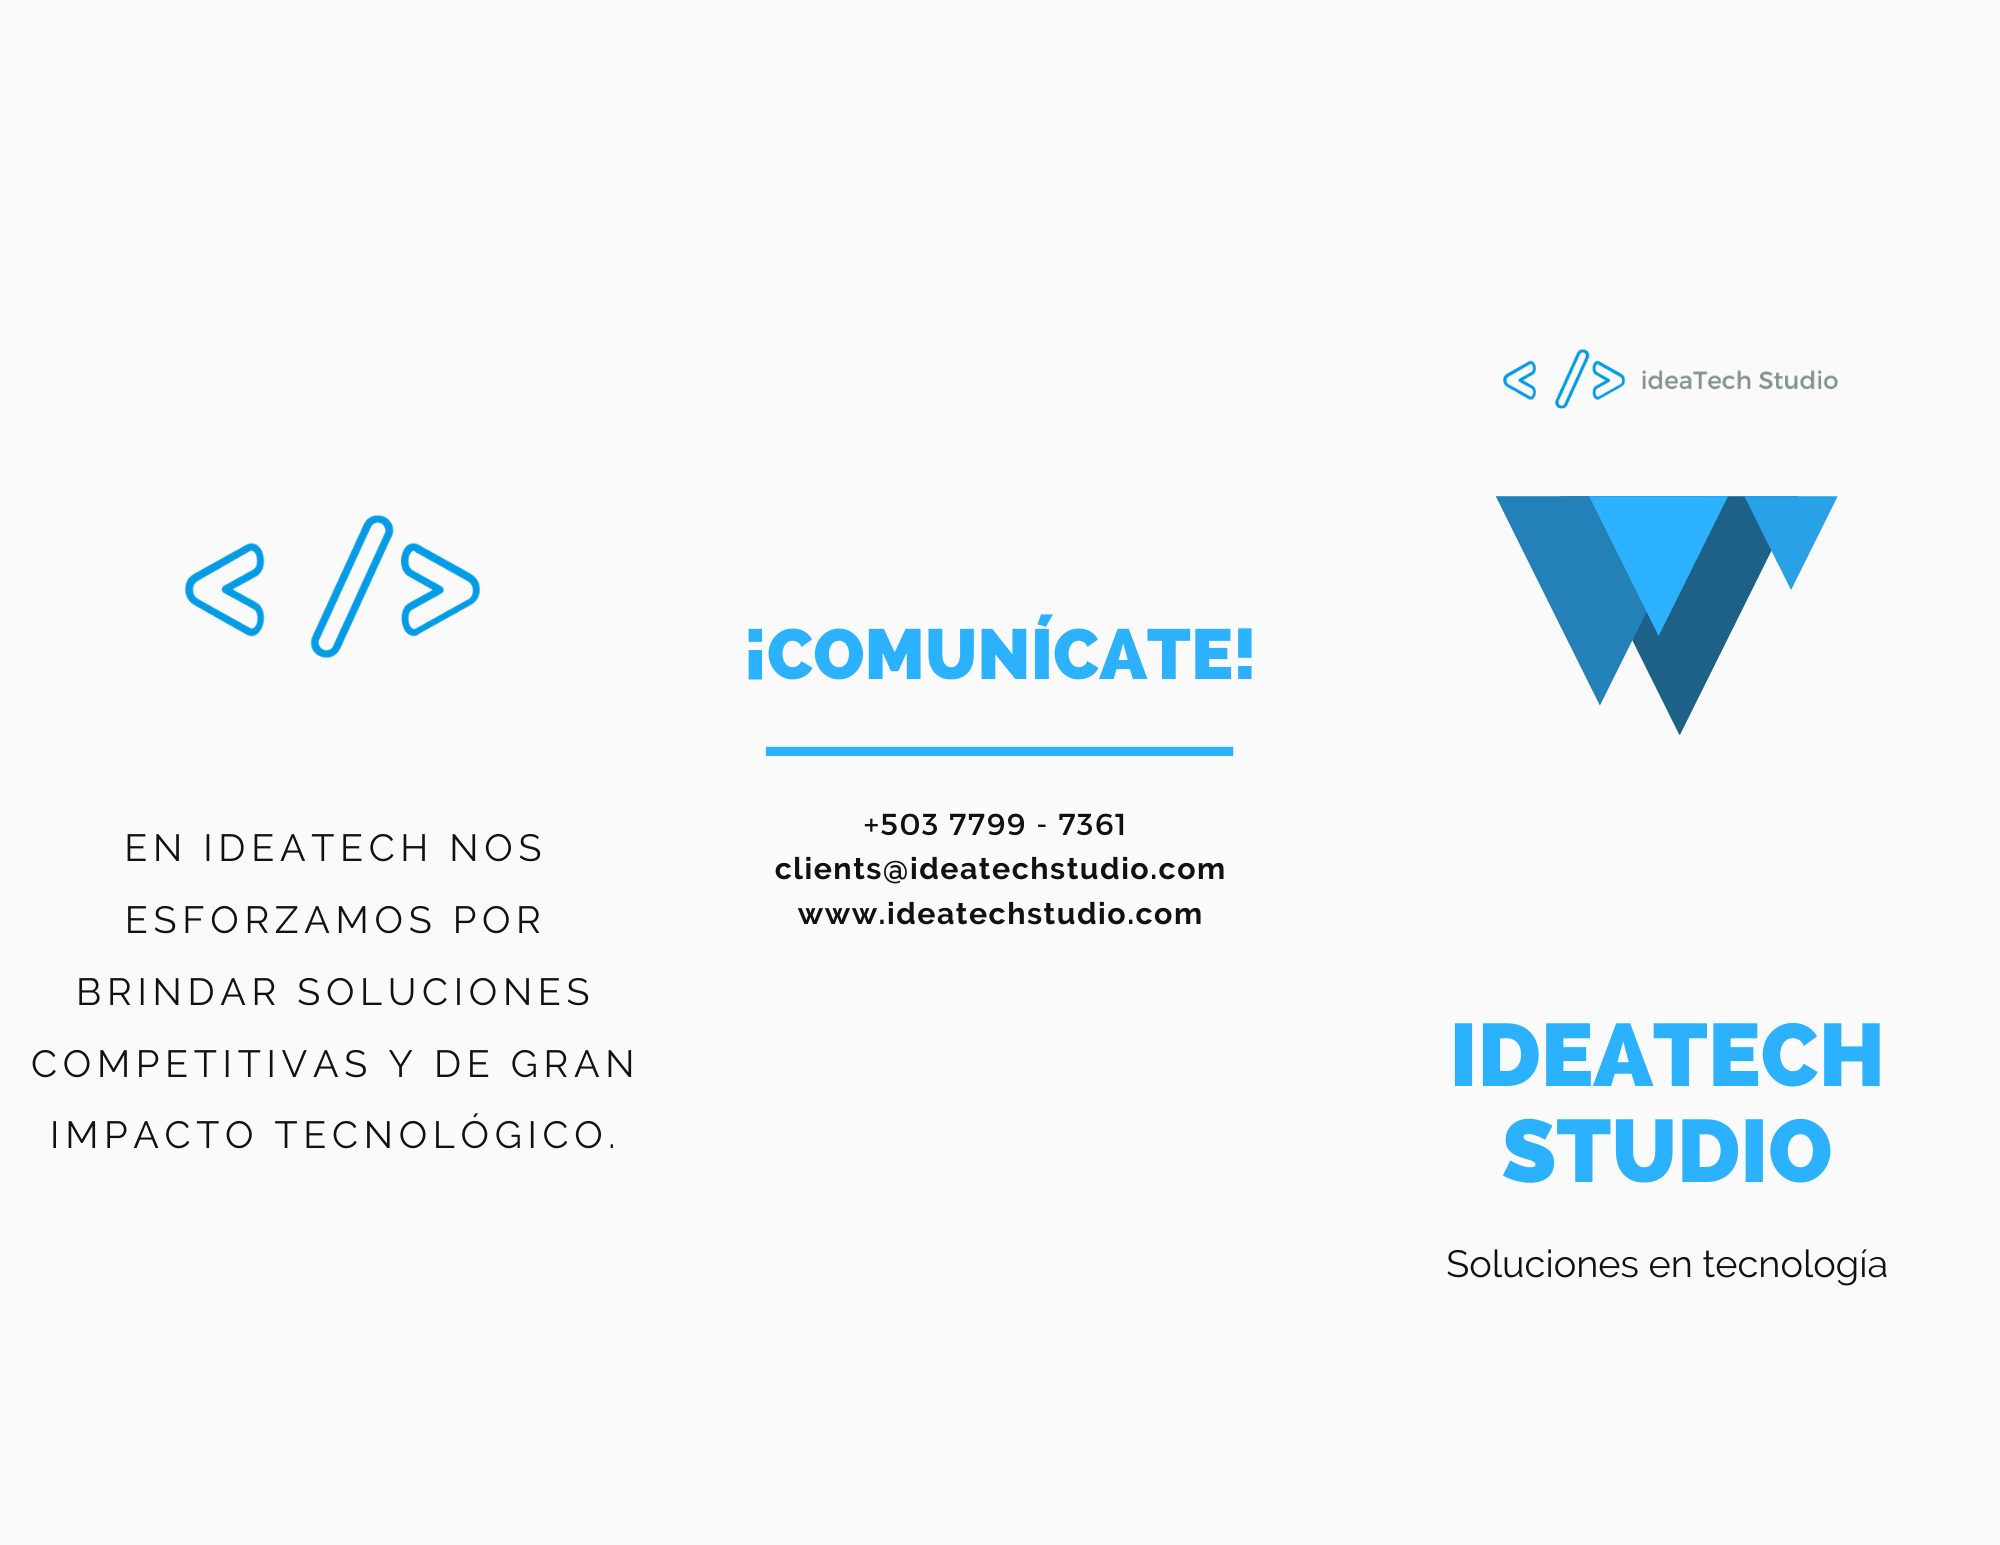 EN IDEATECH NOS
ESFORZAMOS POR
BRINDAR SOLUCIONES
COMPETITIVAS Y DE GRAN
IMPACTO TECNOLÓGICO.
¡COMUNÍCATE!
+503 7799 - 7361
clients@ideatechstudio.com
www.ideatechstudio.com
</> ideaTech Studio
IDEATECH
STUDIO
Soluciones en tecnología